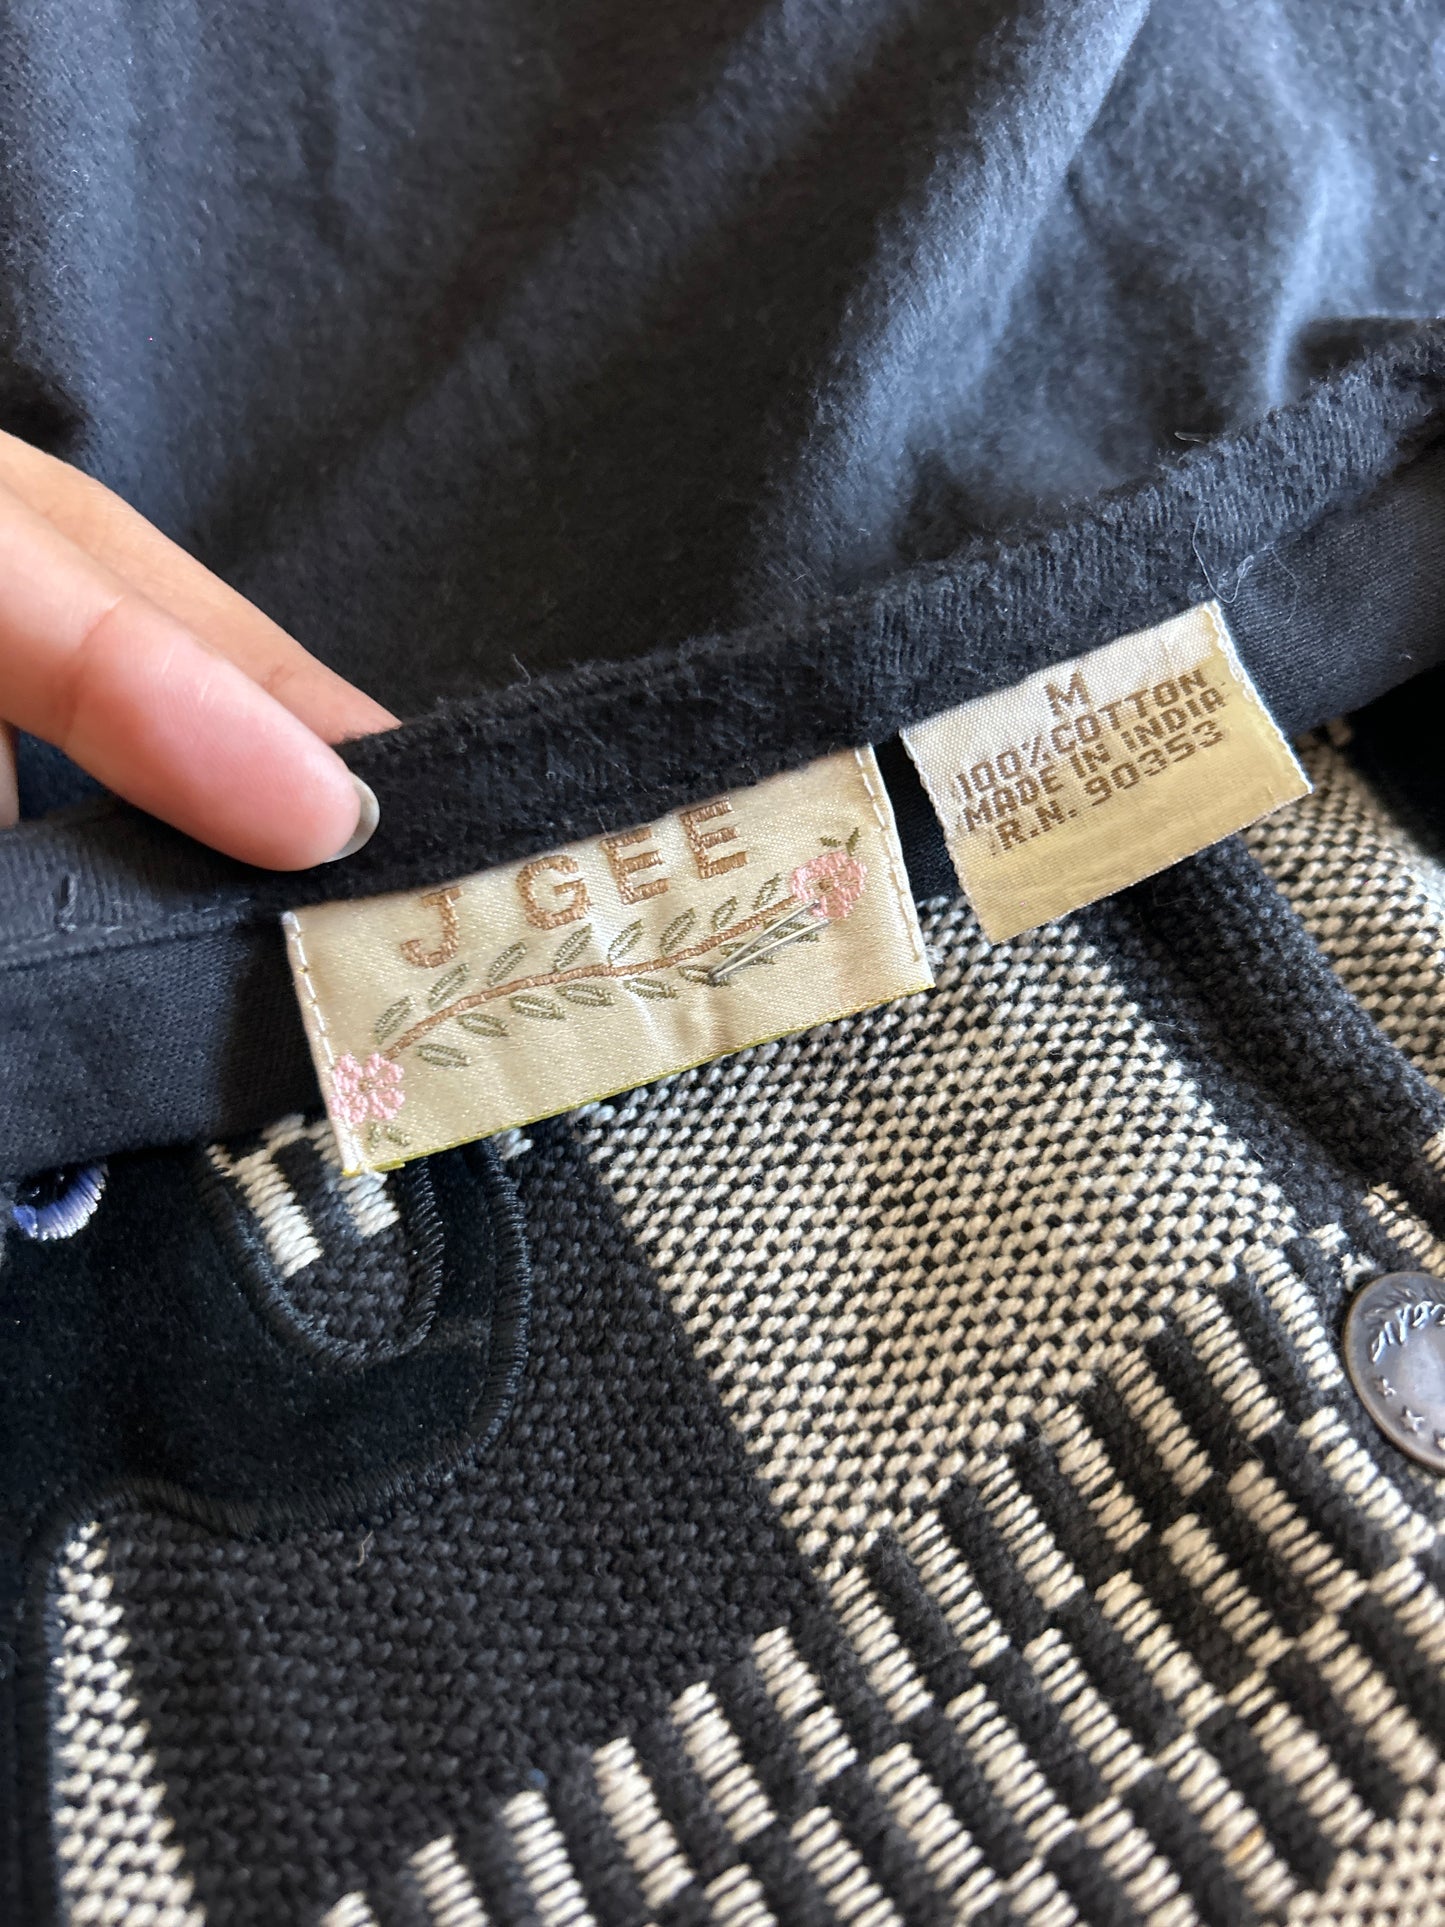 J GEE
M
100% COTTON
MADE IN INDIA
R.N. 90353